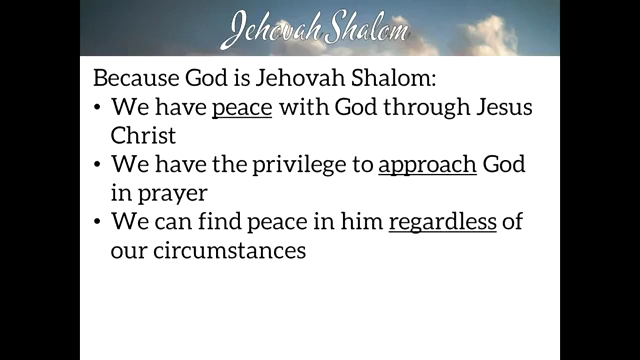 Jehovah Shalom
Because God is Jehovah Shalom:
• We have peace with God through Jesus
Christ
• We have the privilege to approach God
in prayer
• We can find peace in him regardless of
our circumstances